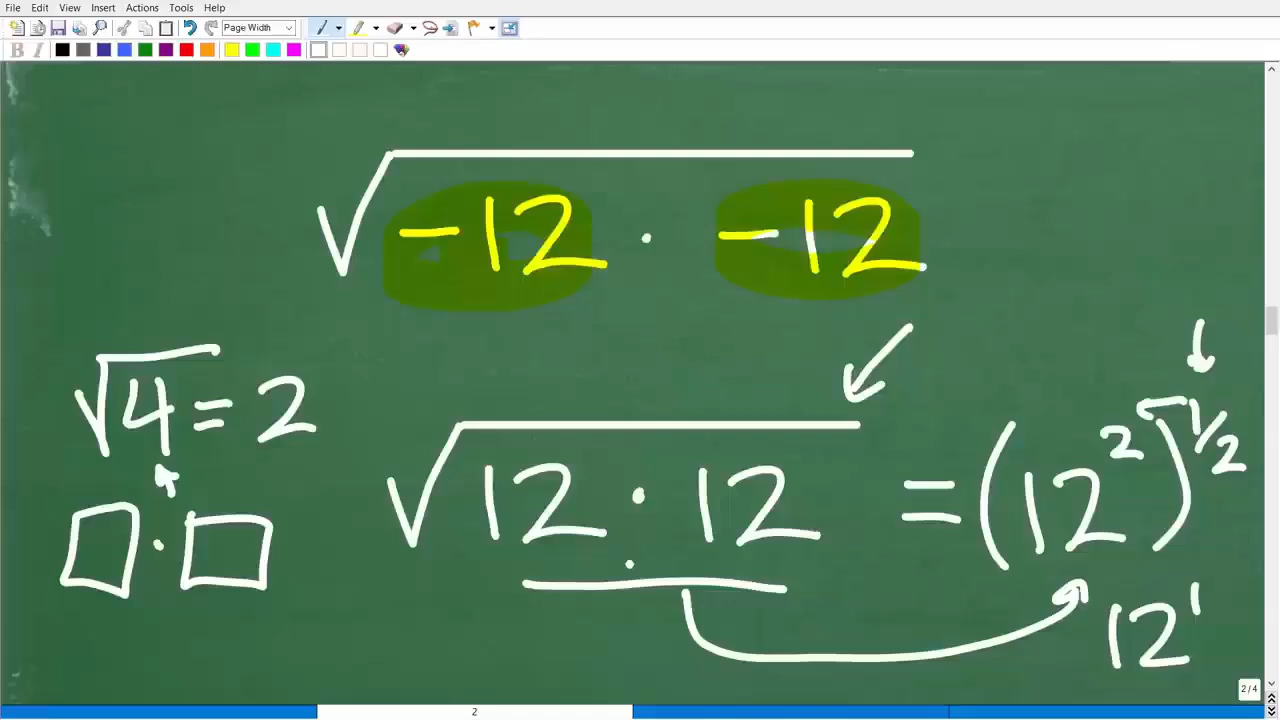 File Edit View Insert Actions Tools Help
Page Width
B I
√-12 · -12
√4 = 2
√12 · 12 = (12²)^1/2
□ · □
12¹
2/4
2